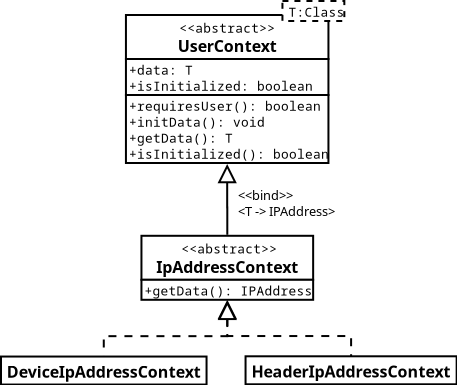 T:Class
<<abstract>>
UserContext
+data: T
+isInitialized: boolean
+requiresUser(): boolean
+initData(): void
+getData(): T
+isInitialized(): boolean
<<bind>>
<T -> IPAddress>
<<abstract>>
IpAddressContext
+getData(): IPAddress
DeviceIpAddressContext
HeaderIpAddressContext